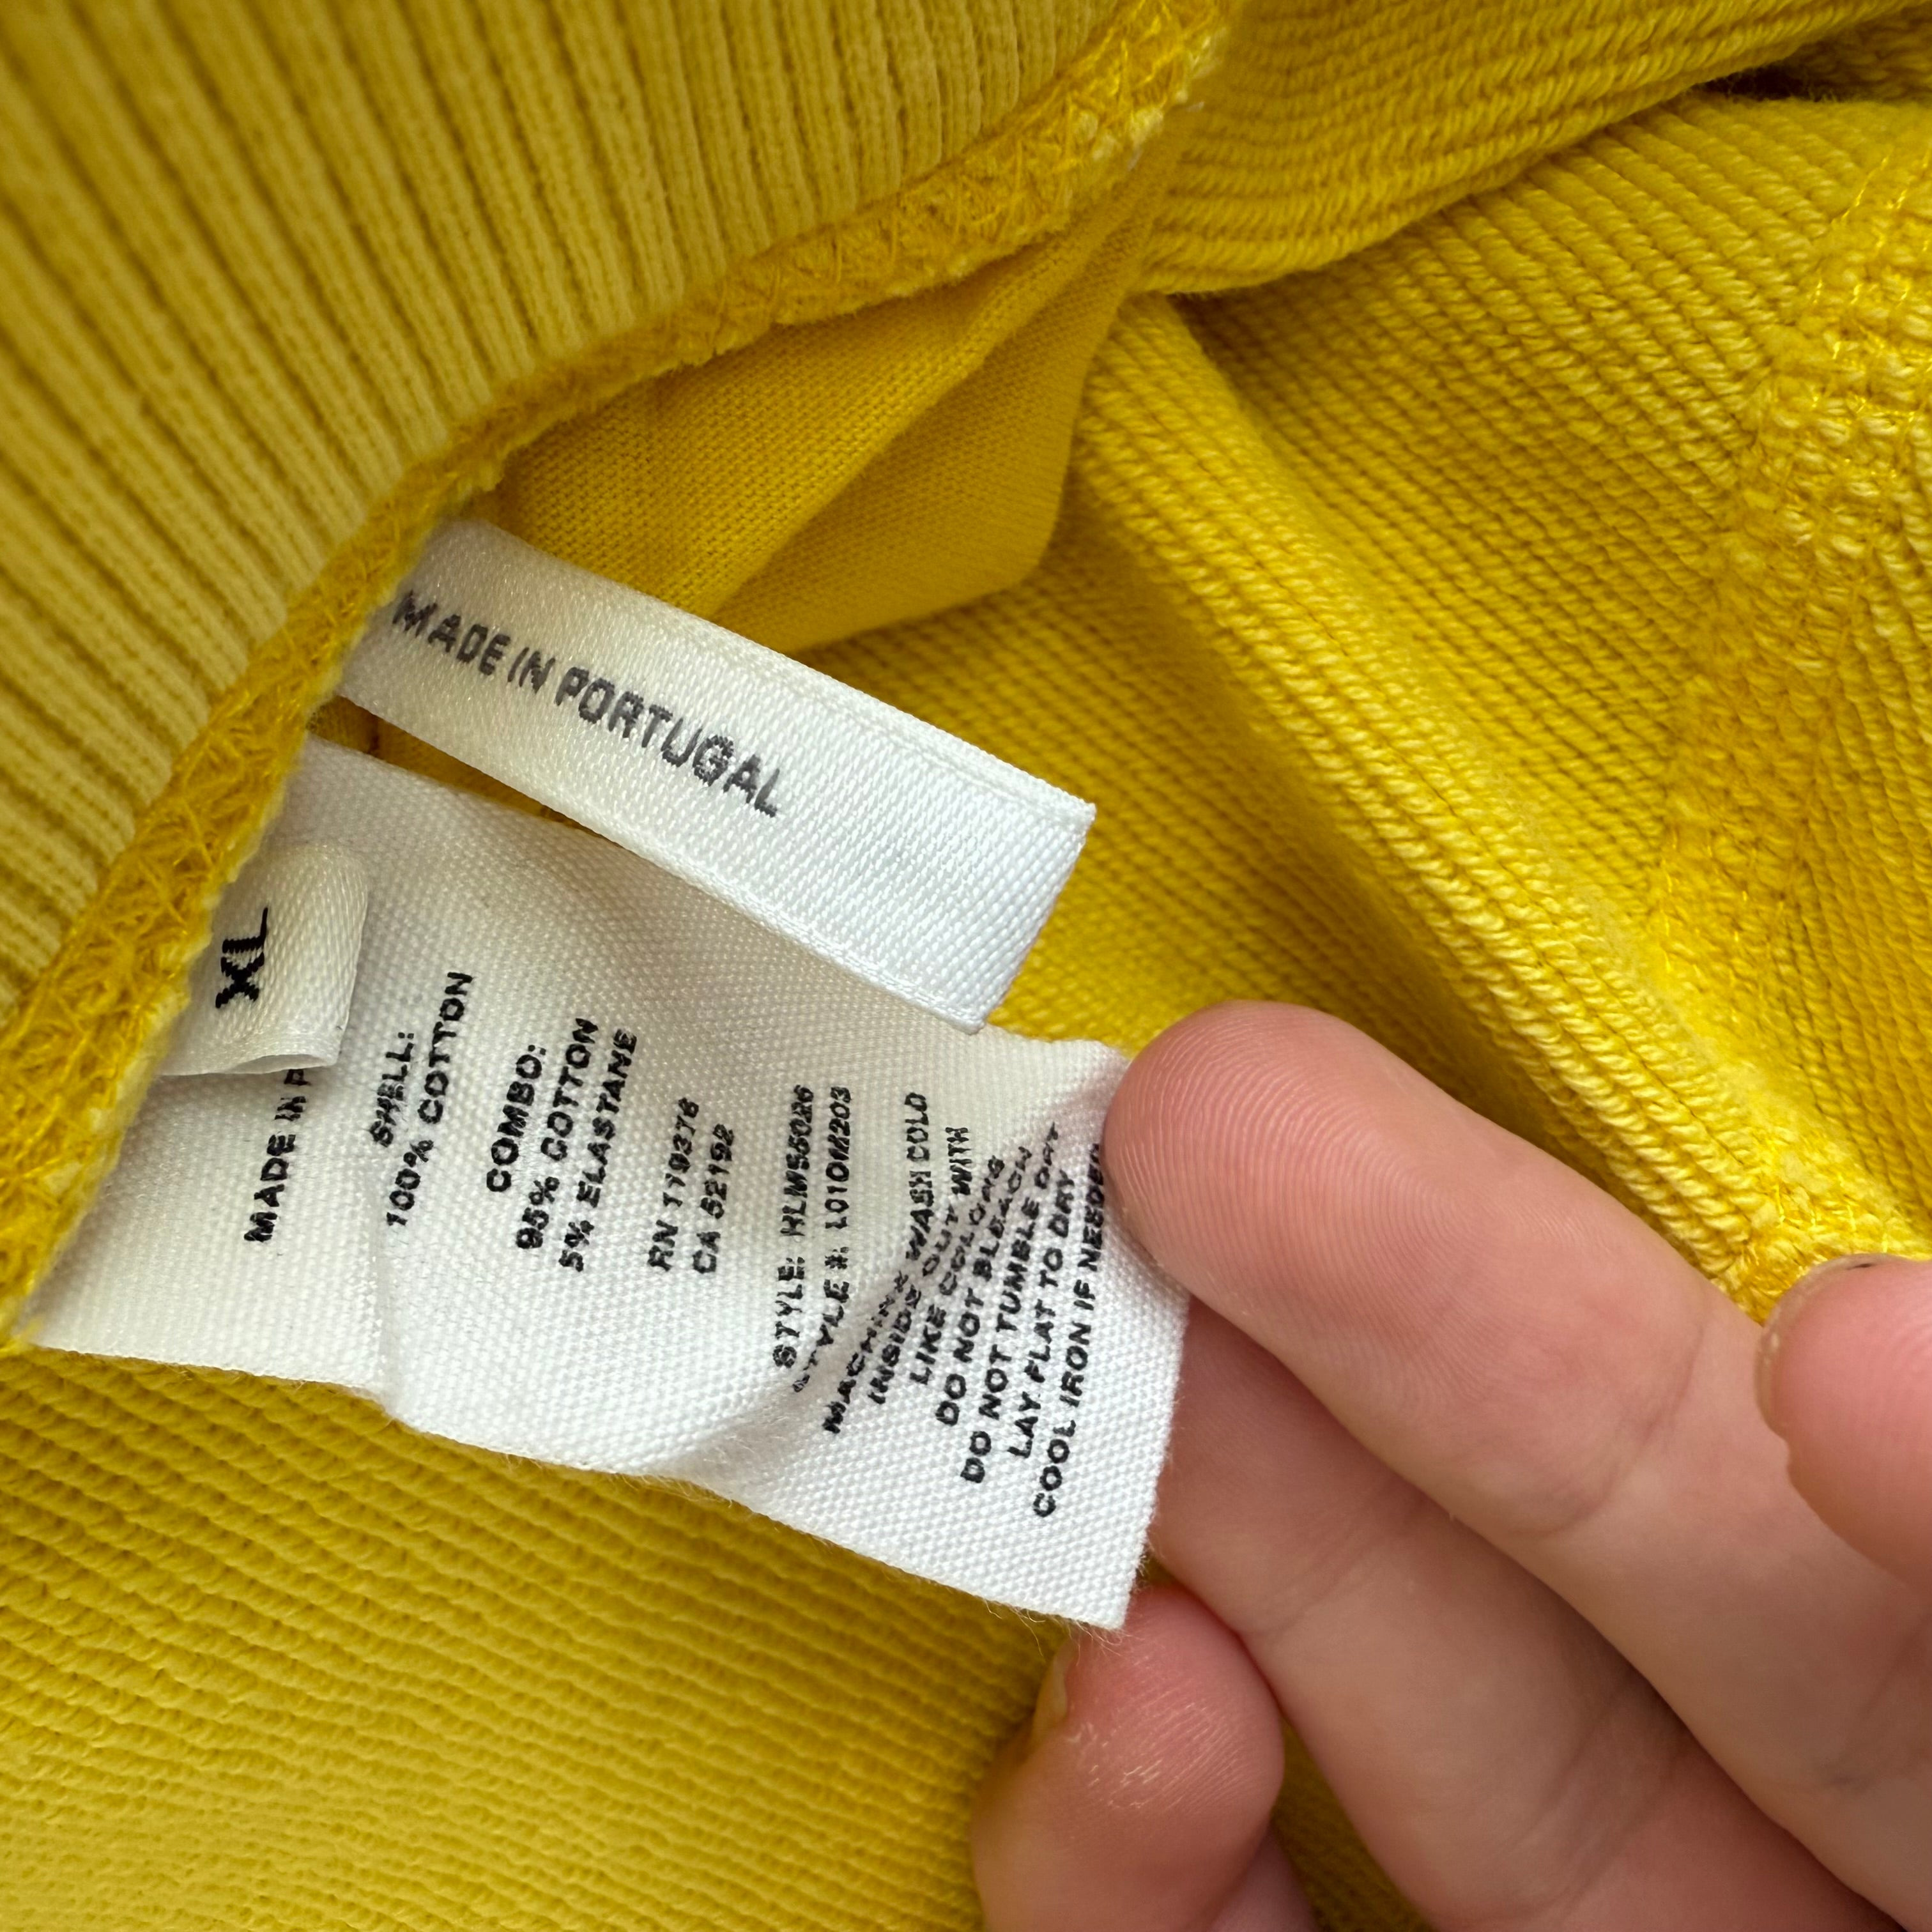 MADE IN PORTUGAL
XL
MADE IN P
SHELL:
100% COTTON
COMBO:
95% COTTON
5% ELASTANE
RN 119376
CA 52192
STYLE: HLM55026
STYLE #: L01OM203
MACHINE WASH COLD
INSIDE OUT WITH
LIKE COLORS
DO NOT BLEACH
DO NOT TUMBLE DRY
LAY FLAT TO DRY
COOL IRON IF NEEDED